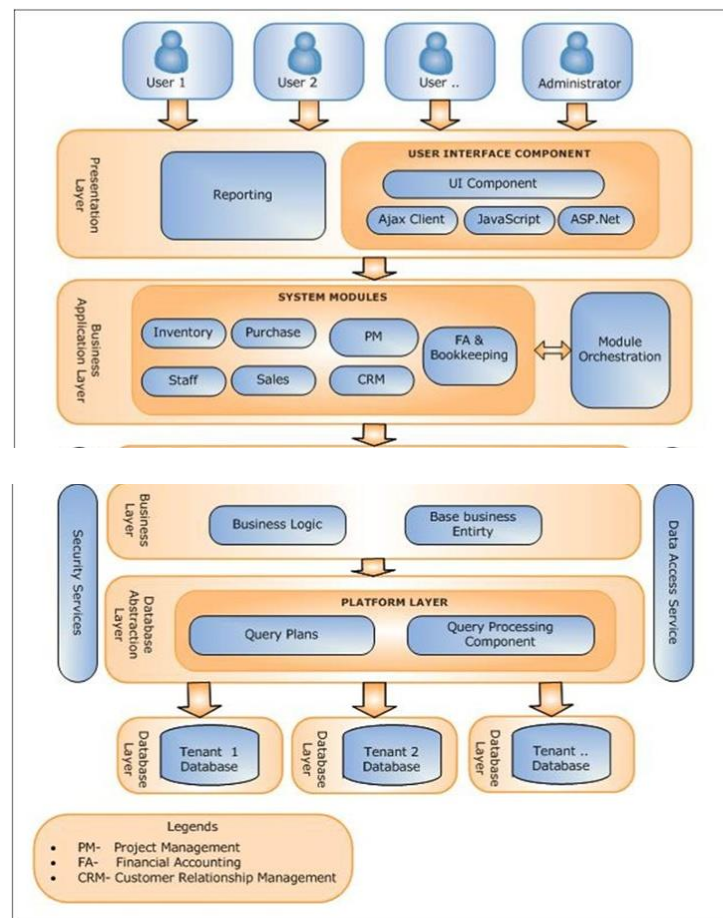 User 1
User 2
User ..
Administrator
Presentation
Layer
Reporting
USER INTERFACE COMPONENT
UI Component
Ajax Client
JavaScript
ASP.Net
Business
Application Layer
SYSTEM MODULES
Inventory
Purchase
PM
FA &
Bookkeeping
Staff
Sales
CRM
Module
Orchestration
Security Services
Business
Layer
Business Logic
Base business
Entirty
Data Access Service
Database
Abstraction
Layer
PLATFORM LAYER
Query Plans
Query Processing
Component
Database
Layer
Tenant 1
Database
Database
Layer
Tenant 2
Database
Database
Layer
Tenant ..
Database
Legends
• PM- Project Management
• FA- Financial Accounting
• CRM- Customer Relationship Management